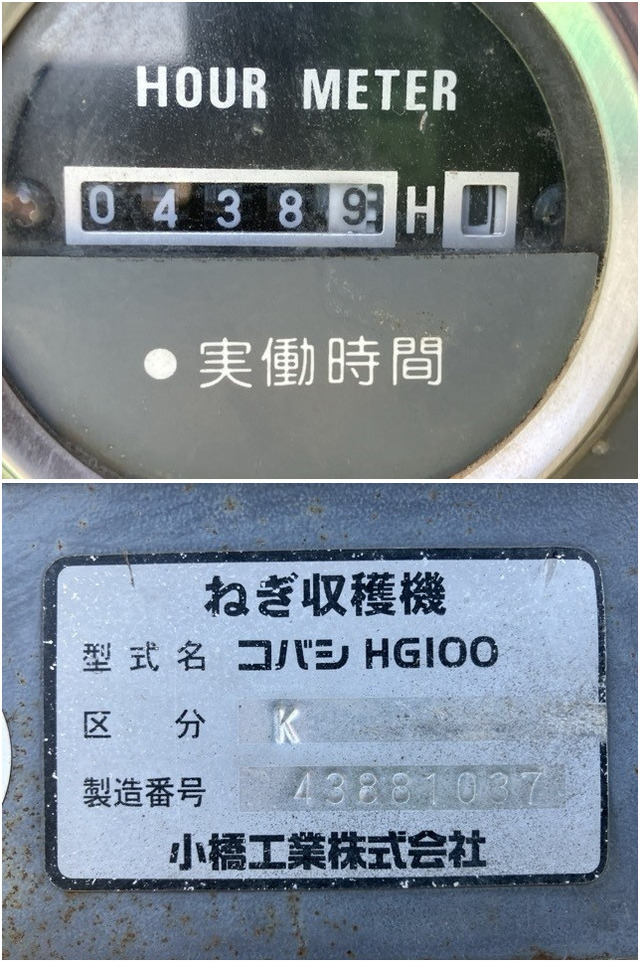 HOUR METER
04389 H
● 実働時間
ねぎ収穫機
型式名 コバシ HG100
区分 K
製造番号 43881037
小橋工業株式会社